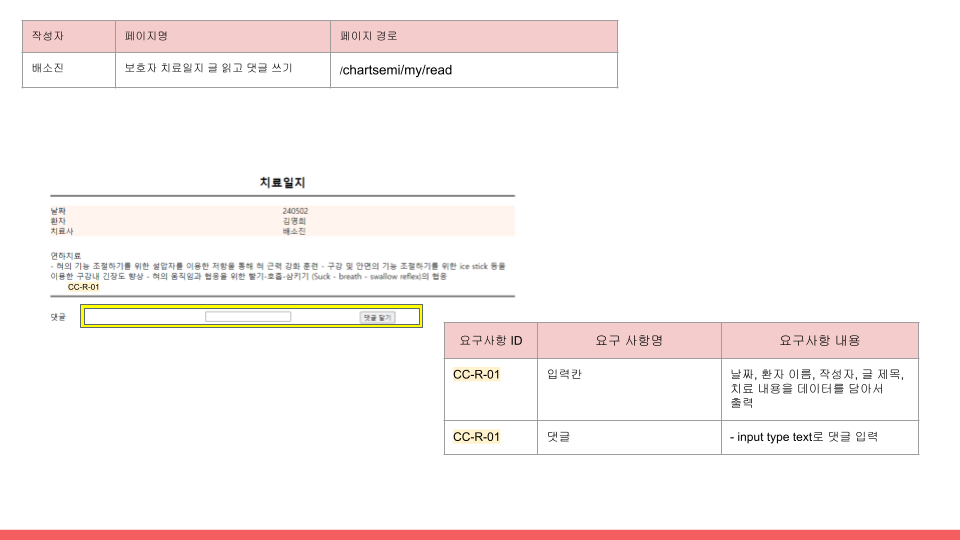 작성자 페이지명 페이지 경로
배소진 보호자 치료일지 글 읽고 댓글 쓰기 /chartsemi/my/read
치료일지
날짜 240502
환자 김영희
치료사 배소진
연하치료
- 혀의 기능 조절하기를 위한 설압자를 이용한 저항을 통해 혀 근력 강화 훈련 - 구강 및 안면의 기능 조절하기를 위한 ice stick 등을
이용한 구강내 긴장도 향상 - 혀의 움직임과 협응을 위한 빨기-호흡-삼키기 (Suck - breath - swallow reflex)의 협응
CC-R-01
댓글 댓글 달기
요구사항 ID 요구 사항명 요구사항 내용
CC-R-01 입력칸 날짜, 환자 이름, 작성자, 글 제목,
치료 내용을 데이터를 담아서
출력
CC-R-01 댓글 - input type text로 댓글 입력